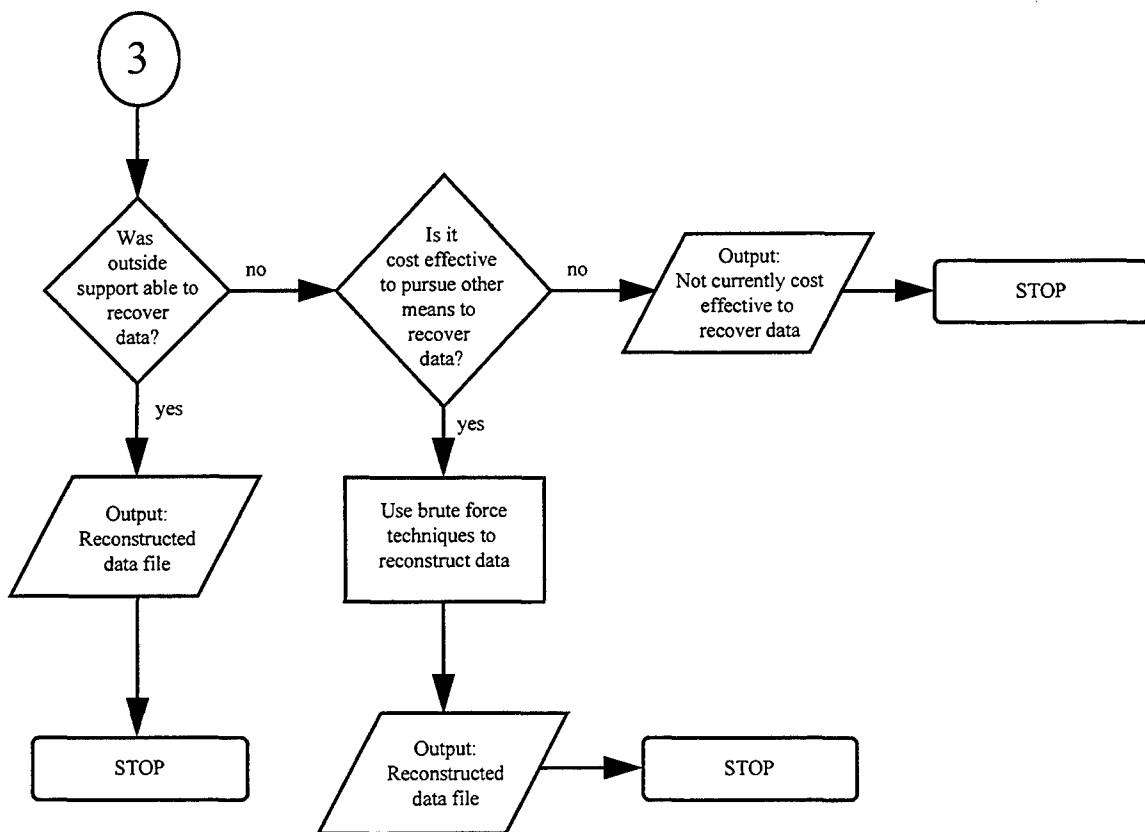 3
Was
outside
support able to
recover
data?
no
Is it
cost effective
to pursue other
means to
recover
data?
no
Output:
Not currently cost
effective to
recover data
STOP
yes
yes
Output:
Reconstructed
data file
Use brute force
techniques to
reconstruct data
STOP
Output:
Reconstructed
data file
STOP